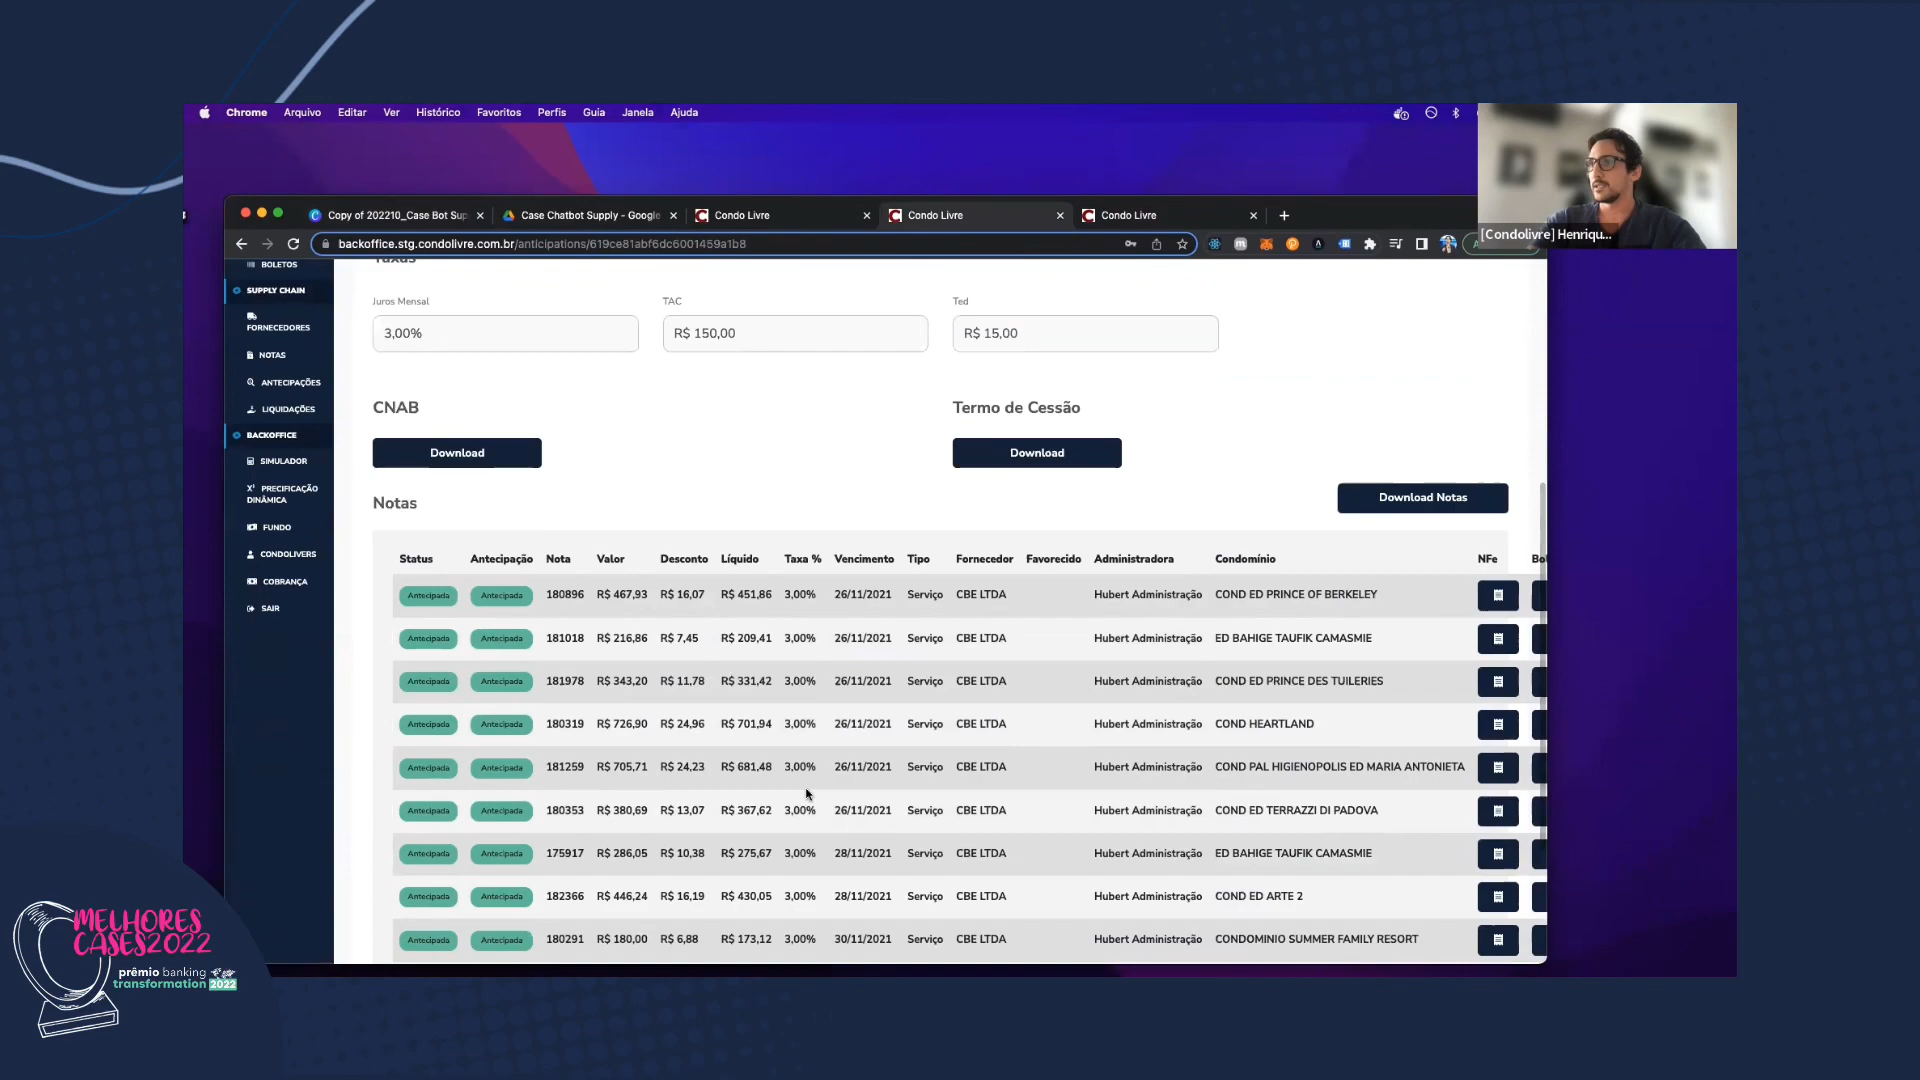 Chrome Arquivo Editar Ver Histórico Favoritos Perfis Guia Janela Ajuda
Copy of 202210_Case Bot Sup
Case Chatbot Supply - Google
Condo Livre
Condo Livre
Condo Livre
backoffice.stg.condolivre.com.br/anticipations/619ce81abf6dc6001459a1b8
[Condolivre] Henriqu...
BOLETOS
SUPPLY CHAIN
FORNECEDORES
NOTAS
ANTECIPAÇÕES
LIQUIDAÇÕES
BACKOFFICE
SIMULADOR
PRECIFICAÇÃO
DINÂMICA
FUNDO
CONDOLIVERS
COBRANÇA
SAIR
Taxas
Juros Mensal TAC Ted
3,00% R$ 150,00 R$ 15,00
CNAB Termo de Cessão
Download Download
Notas Download Notas
Status Antecipação Nota Valor Desconto Líquido Taxa % Vencimento Tipo Fornecedor Favorecido Administradora Condomínio NFe Bol
Antecipada Antecipada 180896 R$ 467,93 R$ 16,07 R$ 451,86 3,00% 26/11/2021 Serviço CBE LTDA Hubert Administração COND ED PRINCE OF BERKELEY
Antecipada Antecipada 181018 R$ 216,86 R$ 7,45 R$ 209,41 3,00% 26/11/2021 Serviço CBE LTDA Hubert Administração ED BAHIGE TAUFIK CAMASMIE
Antecipada Antecipada 181978 R$ 343,20 R$ 11,78 R$ 331,42 3,00% 26/11/2021 Serviço CBE LTDA Hubert Administração COND ED PRINCE DES TUILERIES
Antecipada Antecipada 180319 R$ 726,90 R$ 24,96 R$ 701,94 3,00% 26/11/2021 Serviço CBE LTDA Hubert Administração COND HEARTLAND
Antecipada Antecipada 181259 R$ 705,71 R$ 24,23 R$ 681,48 3,00% 26/11/2021 Serviço CBE LTDA Hubert Administração COND PAL HIGIENOPOLIS ED MARIA ANTONIETA
Antecipada Antecipada 180353 R$ 380,69 R$ 13,07 R$ 367,62 3,00% 26/11/2021 Serviço CBE LTDA Hubert Administração COND ED TERRAZZI DI PADOVA
Antecipada Antecipada 175917 R$ 286,05 R$ 10,38 R$ 275,67 3,00% 28/11/2021 Serviço CBE LTDA Hubert Administração ED BAHIGE TAUFIK CAMASMIE
Antecipada Antecipada 182366 R$ 446,24 R$ 16,19 R$ 430,05 3,00% 28/11/2021 Serviço CBE LTDA Hubert Administração COND ED ARTE 2
Antecipada Antecipada 180291 R$ 180,00 R$ 6,88 R$ 173,12 3,00% 30/11/2021 Serviço CBE LTDA Hubert Administração CONDOMINIO SUMMER FAMILY RESORT
MELHORES
CASES2022
prêmio banking
transformation 2022